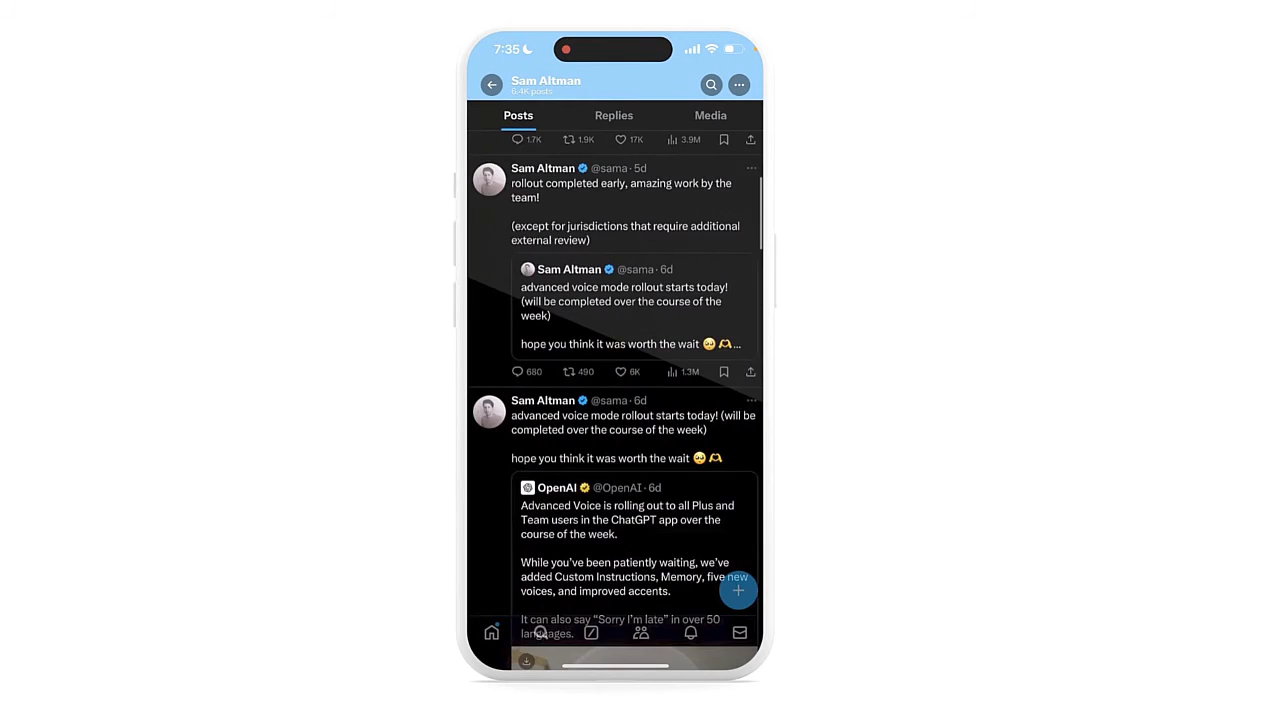 7:35
Sam Altman
6.4K posts
Posts Replies Media
1.7K 1.9K 17K 3.9M
Sam Altman @sama · 5d
rollout completed early, amazing work by the
team!
(except for jurisdictions that require additional
external review)
Sam Altman @sama · 6d
advanced voice mode rollout starts today!
(will be completed over the course of the
week)
hope you think it was worth the wait 🥺 🫶...
680 490 6K 1.3M
Sam Altman @sama · 6d
advanced voice mode rollout starts today! (will be
completed over the course of the week)
hope you think it was worth the wait 🥺 🫶
OpenAI @OpenAI · 6d
Advanced Voice is rolling out to all Plus and
Team users in the ChatGPT app over the
course of the week.
While you've been patiently waiting, we've
added Custom Instructions, Memory, five new
voices, and improved accents.
It can also say “Sorry I'm late” in over 50
languages.